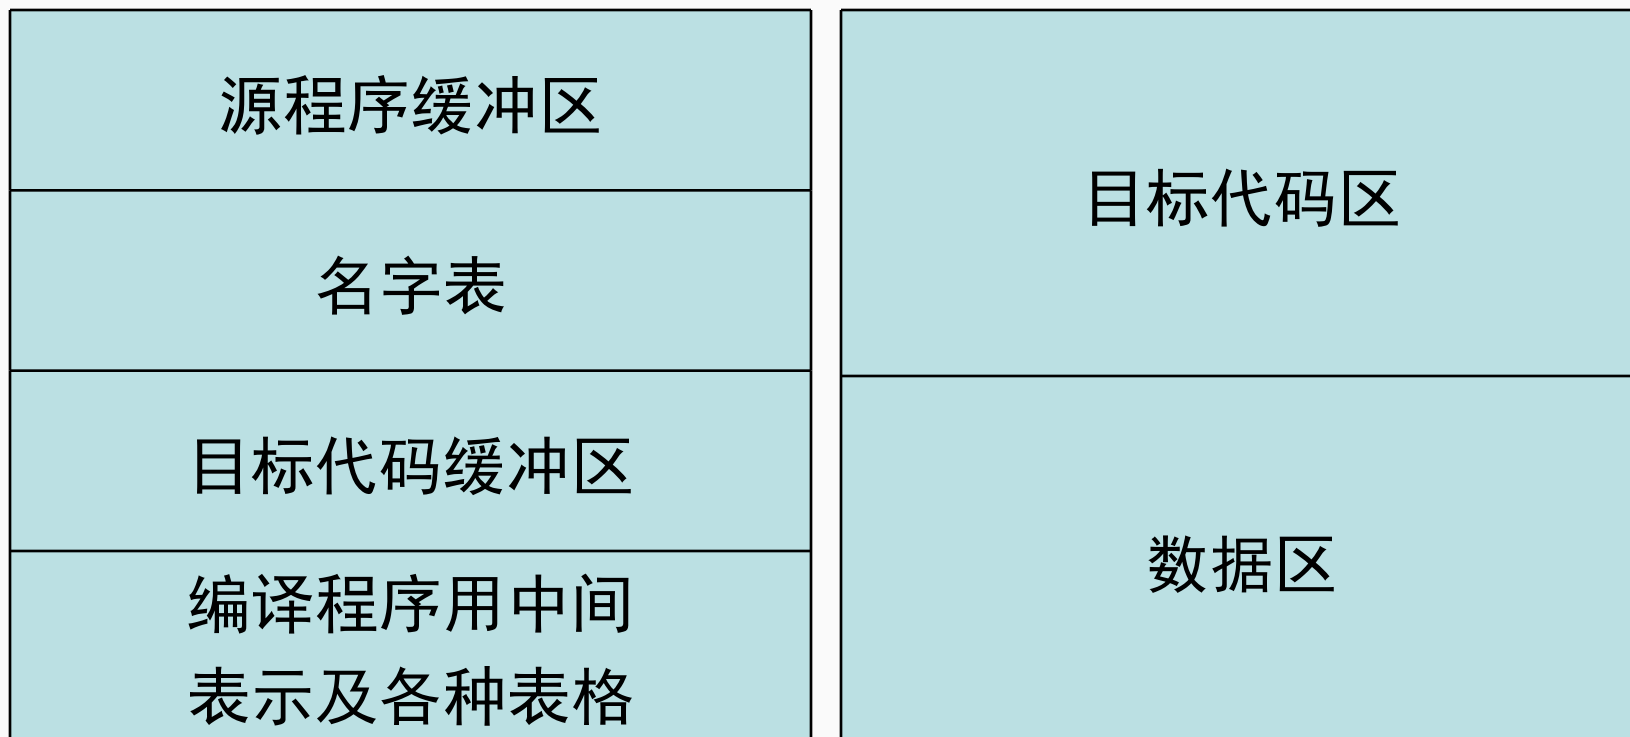 源程序缓冲区
名字表
目标代码缓冲区
编译程序用中间
表示及各种表格
目标代码区
数据区